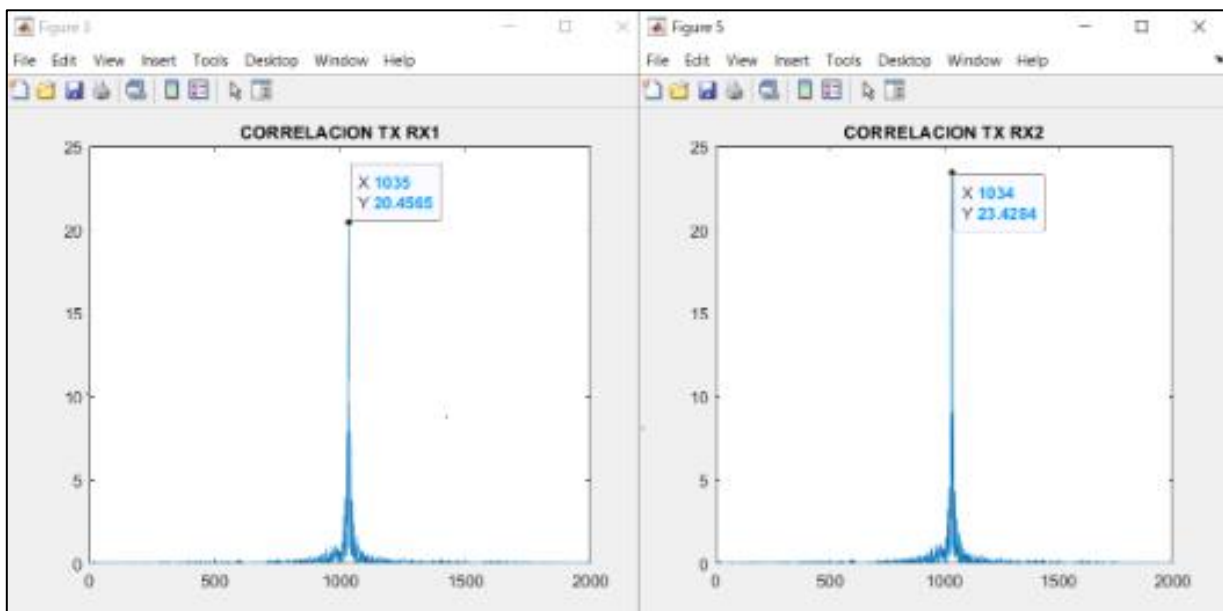 Figure 3
File Edit View Insert Tools Desktop Window Help
CORRELACION TX RX1
25
X 1035
Y 20.4565
20
15
10
5
0
0 500 1000 1500 2000
Figure 5
File Edit View Insert Tools Desktop Window Help
CORRELACION TX RX2
25
X 1034
Y 23.4284
20
15
10
5
0
0 500 1000 1500 2000